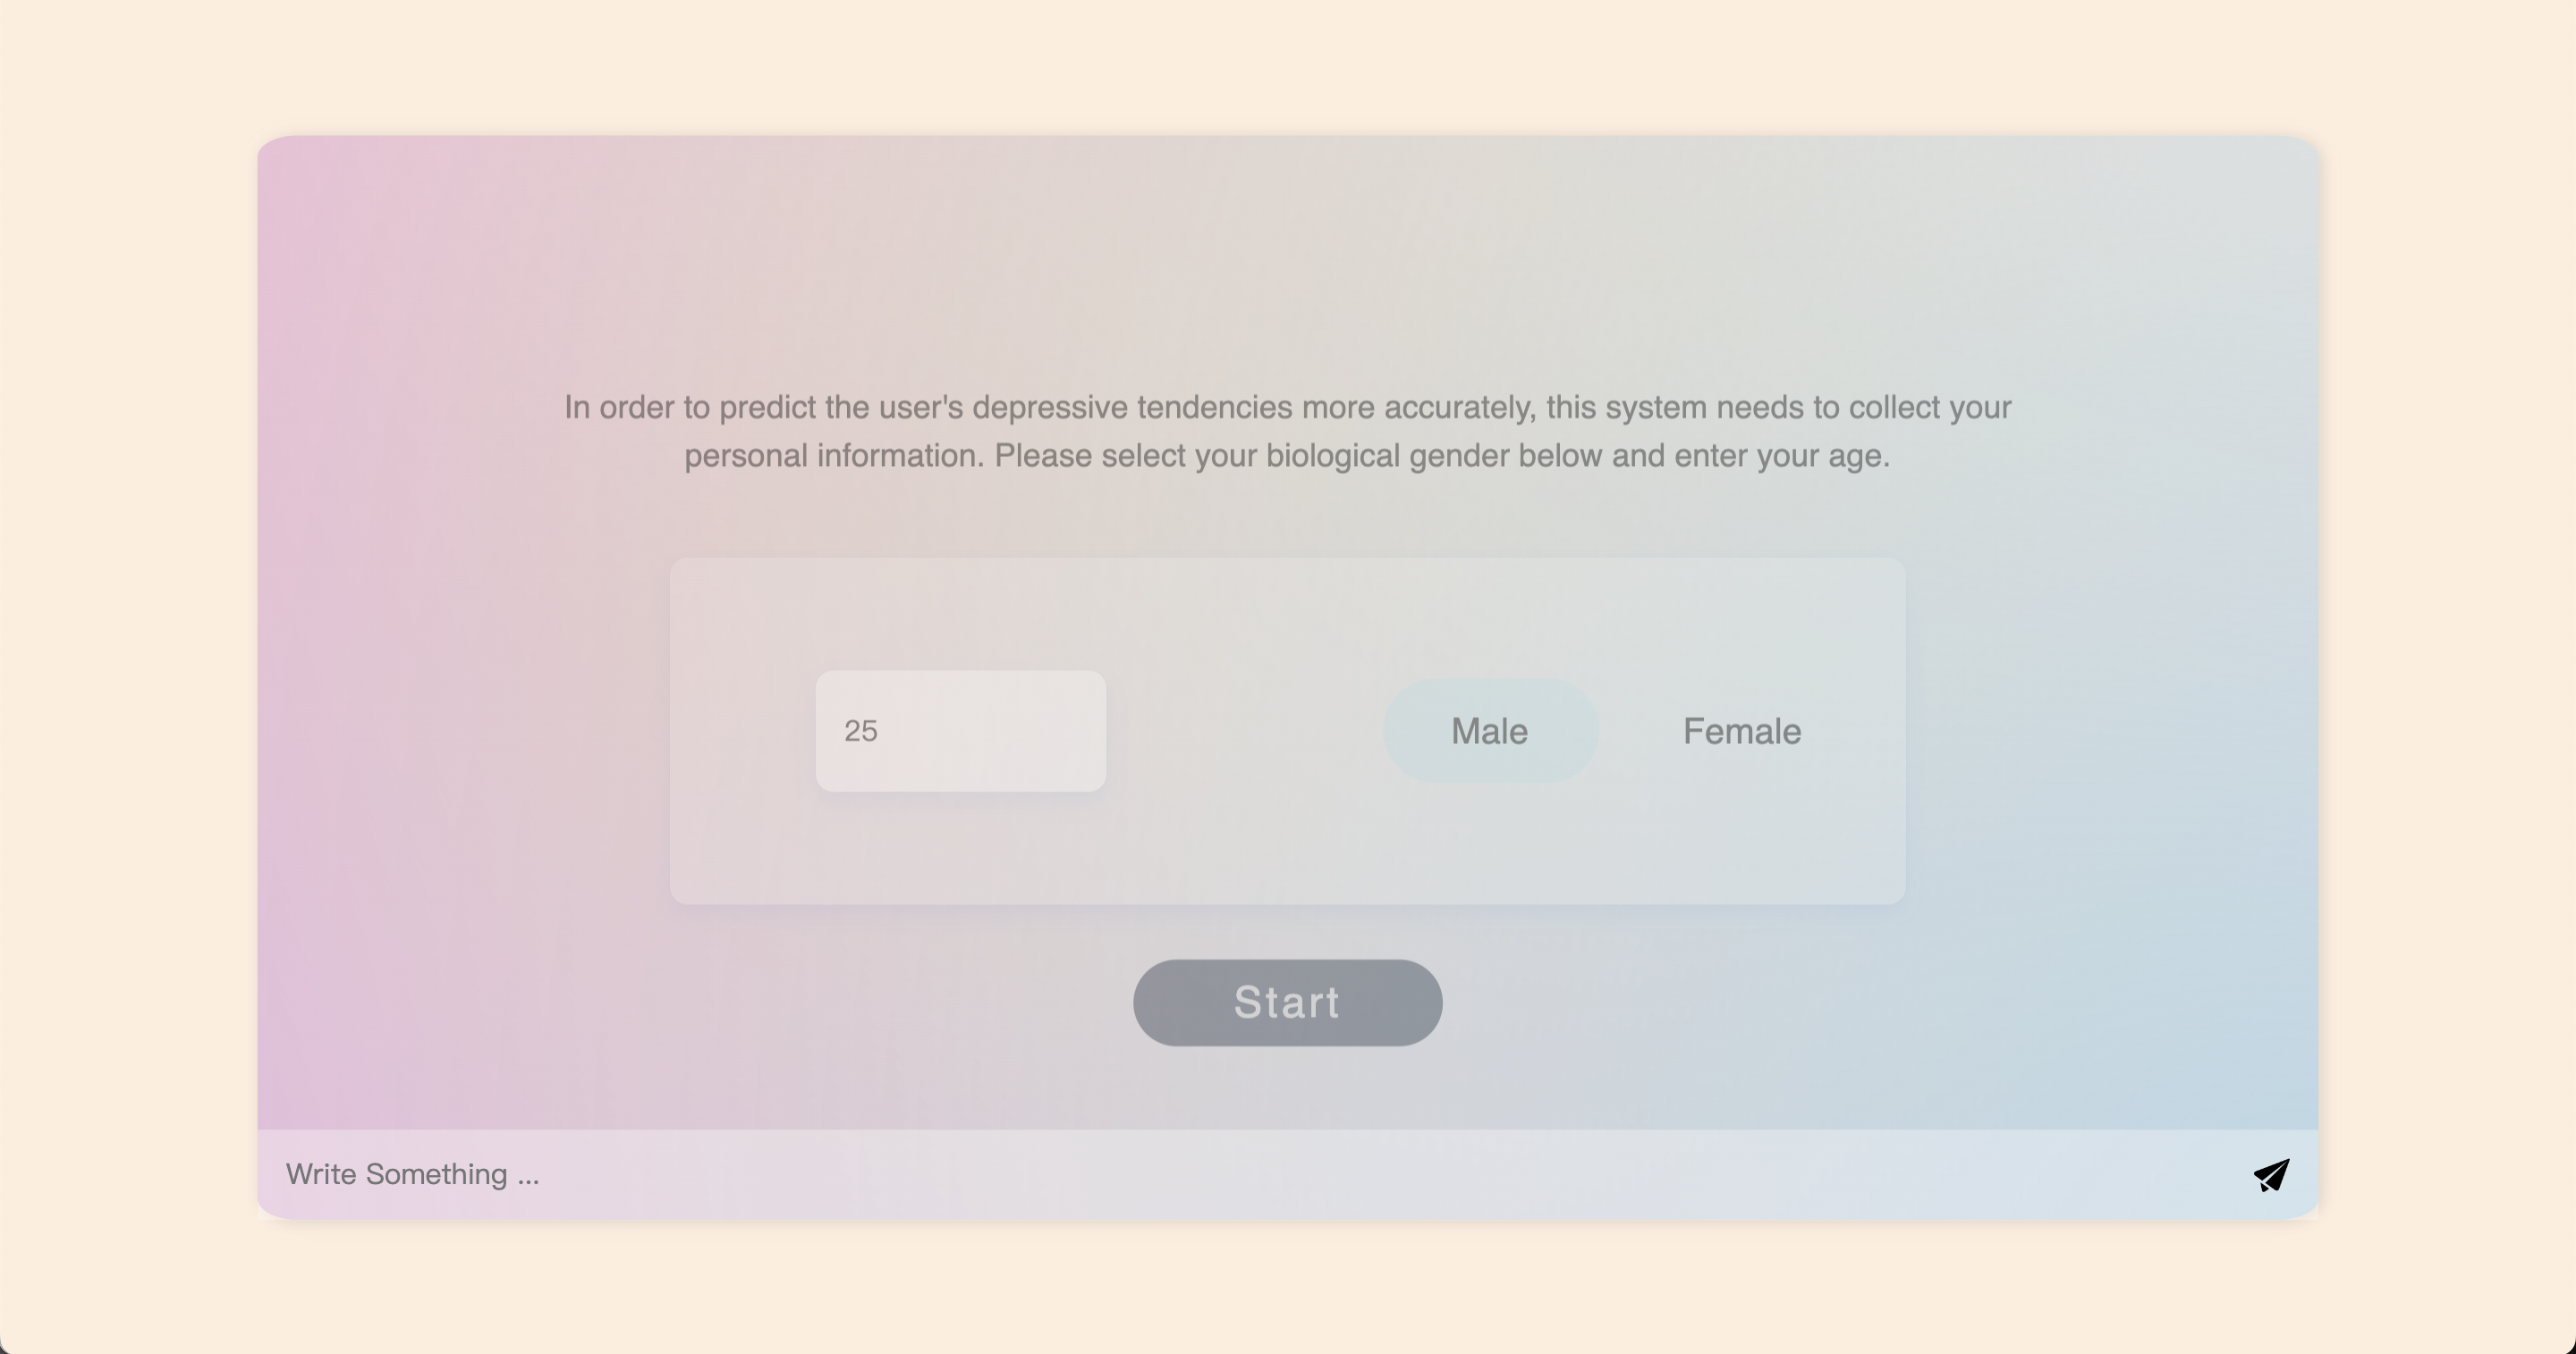 In order to predict the user's depressive tendencies more accurately, this system needs to collect your
personal information. Please select your biological gender below and enter your age.
25
Male
Female
Start
Write Something ...